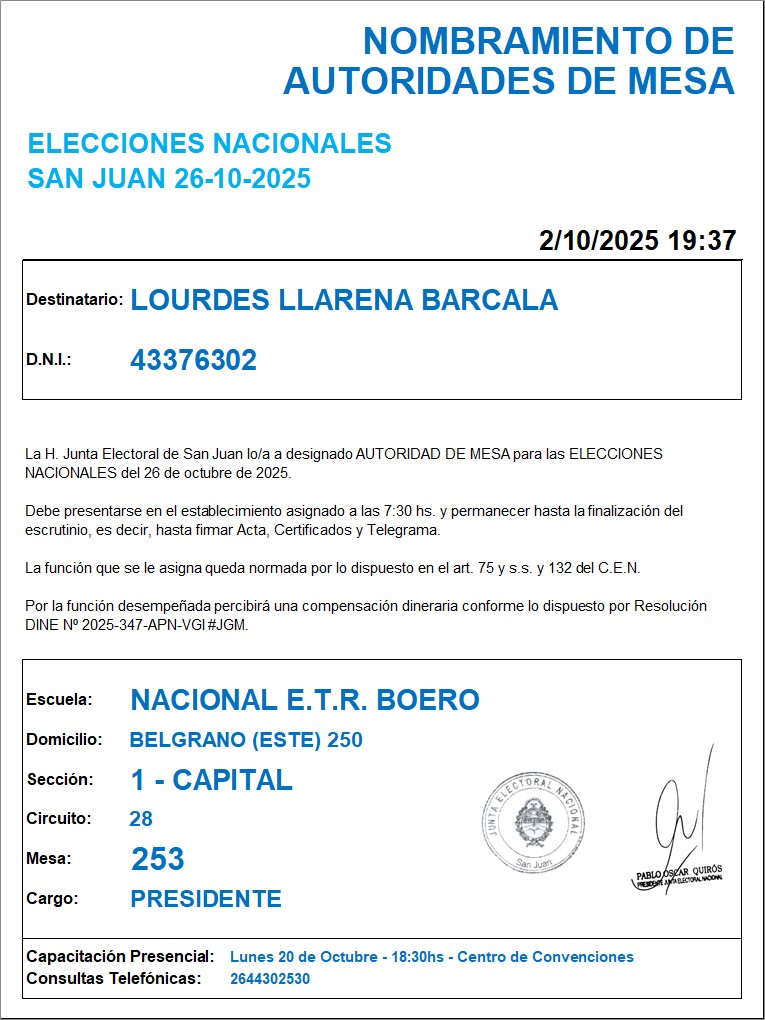 NOMBRAMIENTO DE
AUTORIDADES DE MESA
ELECCIONES NACIONALES
SAN JUAN 26-10-2025
2/10/2025 19:37
Destinatario: LOURDES LLARENA BARCALA
D.N.I.: 43376302
La H. Junta Electoral de San Juan lo/a a designado AUTORIDAD DE MESA para las ELECCIONES
NACIONALES del 26 de octubre de 2025.
Debe presentarse en el establecimiento asignado a las 7:30 hs. y permanecer hasta la finalización del
escrutinio, es decir, hasta firmar Acta, Certificados y Telegrama.
La función que se le asigna queda normada por lo dispuesto en el art. 75 y s.s. y 132 del C.E.N.
Por la función desempeñada percibirá una compensación dineraria conforme lo dispuesto por Resolución
DINE Nº 2025-347-APN-VGI#JGM.
Escuela: NACIONAL E.T.R. BOERO
Domicilio: BELGRANO (ESTE) 250
Sección: 1 - CAPITAL
Circuito: 28
Mesa: 253
Cargo: PRESIDENTE
JUNTA ELECTORAL NACIONAL
San Juan
PABLO OSCAR QUIRÓS
PRESIDENTE JUNTA ELECTORAL NACIONAL
Capacitación Presencial: Lunes 20 de Octubre - 18:30hs - Centro de Convenciones
Consultas Telefónicas: 2644302530